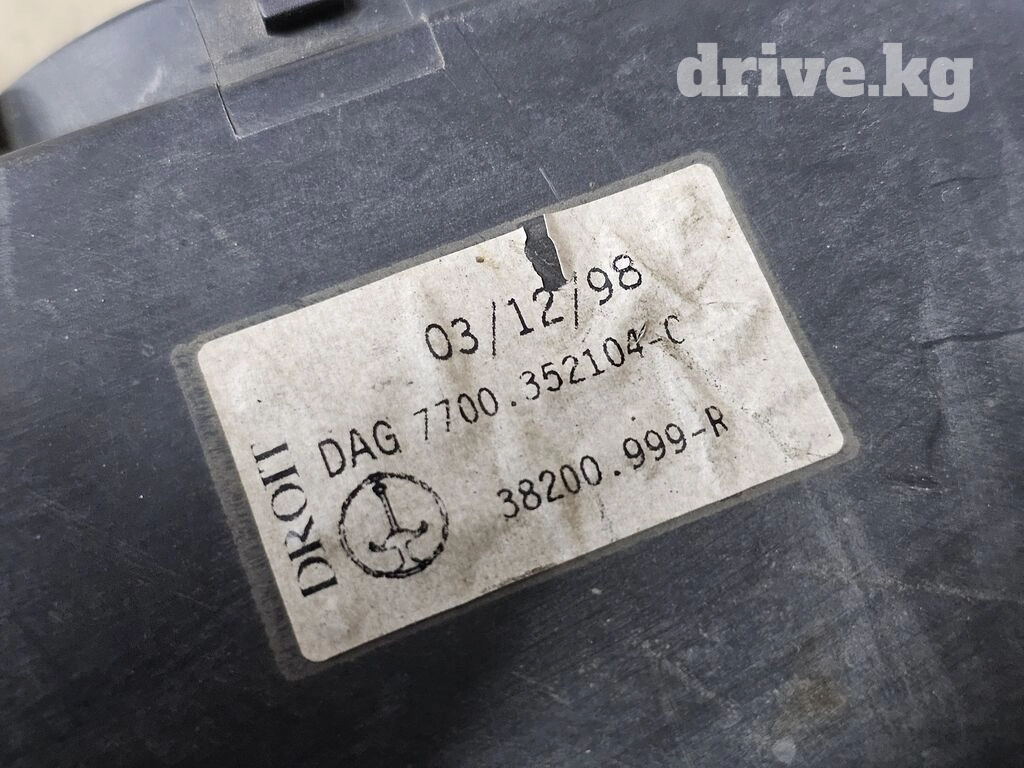 drive.kg
03/12/98
DAG 7700.352104-C
38200.999-R
DROIT